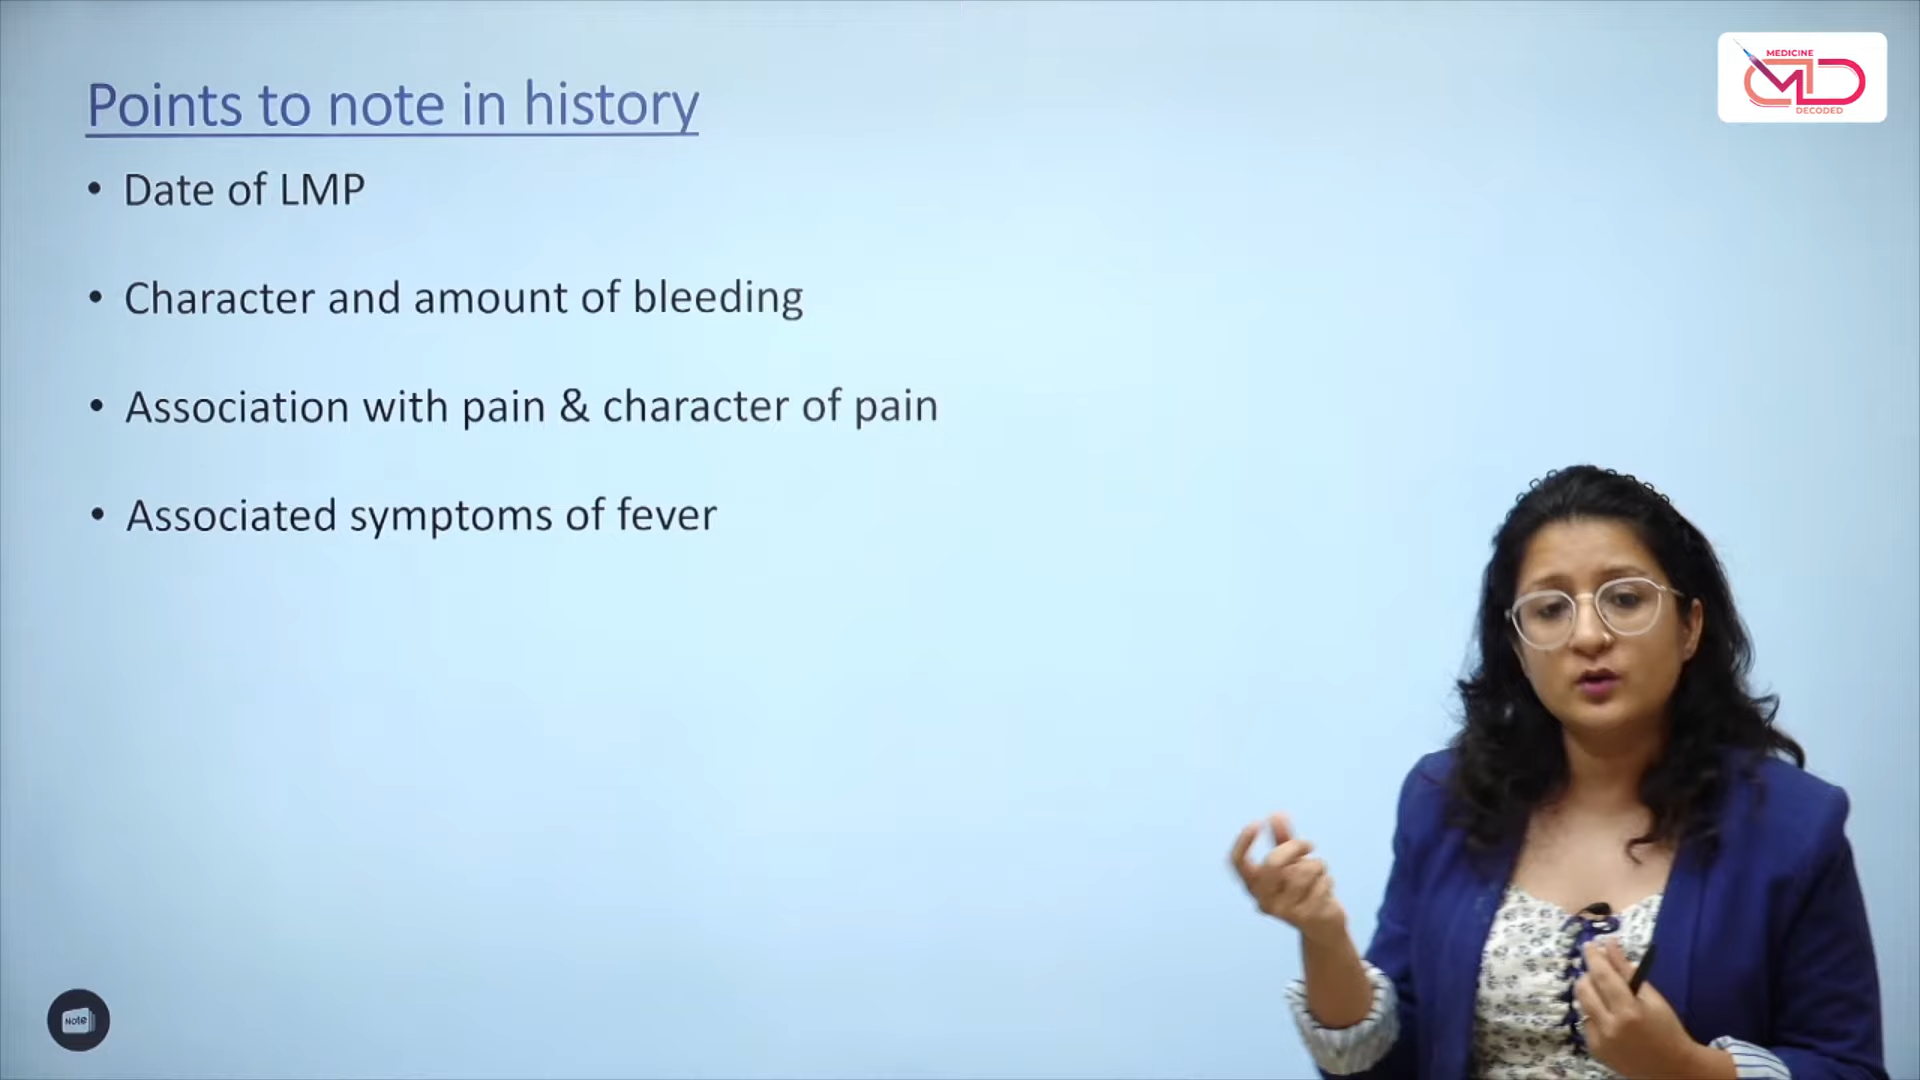 MEDICINE
MD
DECODED
Points to note in history
• Date of LMP
• Character and amount of bleeding
• Association with pain & character of pain
• Associated symptoms of fever
Note